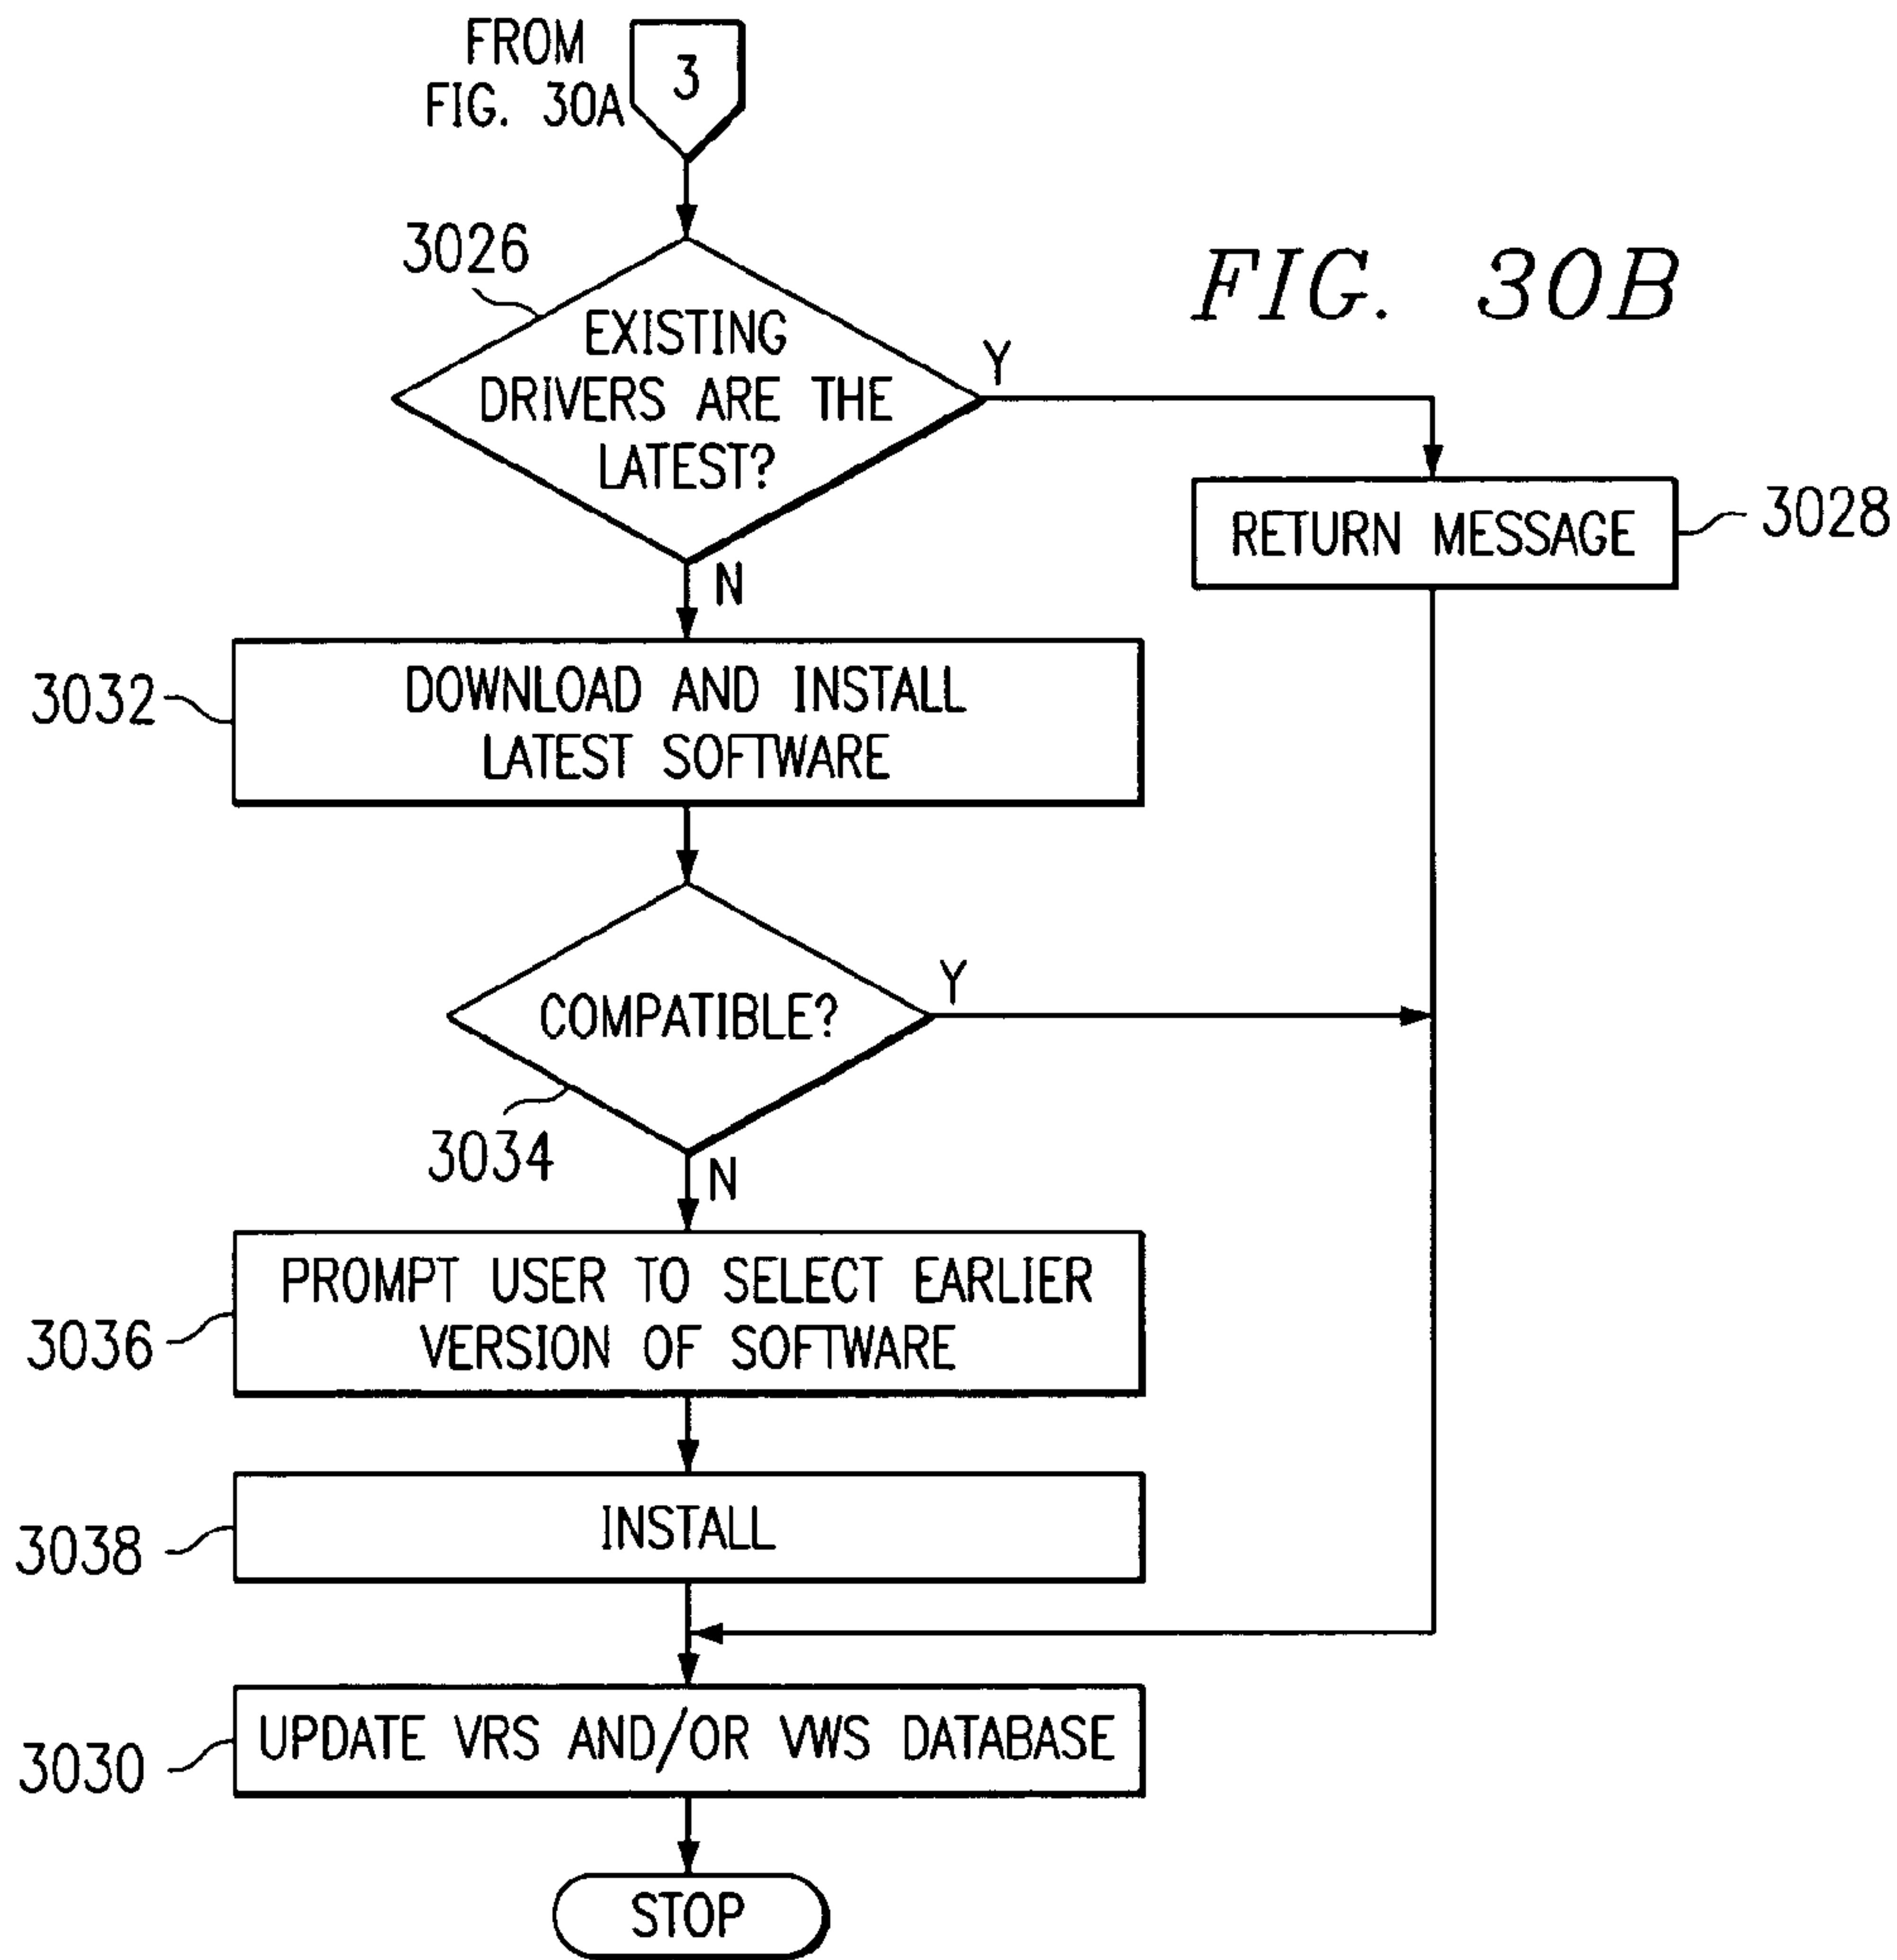 FROM
FIG. 30A
3
3026
FIG. 30B
EXISTING
DRIVERS ARE THE
LATEST?
Y
N
RETURN MESSAGE
3028
3032
DOWNLOAD AND INSTALL
LATEST SOFTWARE
COMPATIBLE?
Y
3034
N
PROMPT USER TO SELECT EARLIER
VERSION OF SOFTWARE
3036
INSTALL
3038
UPDATE VRS AND/OR VWS DATABASE
3030
STOP